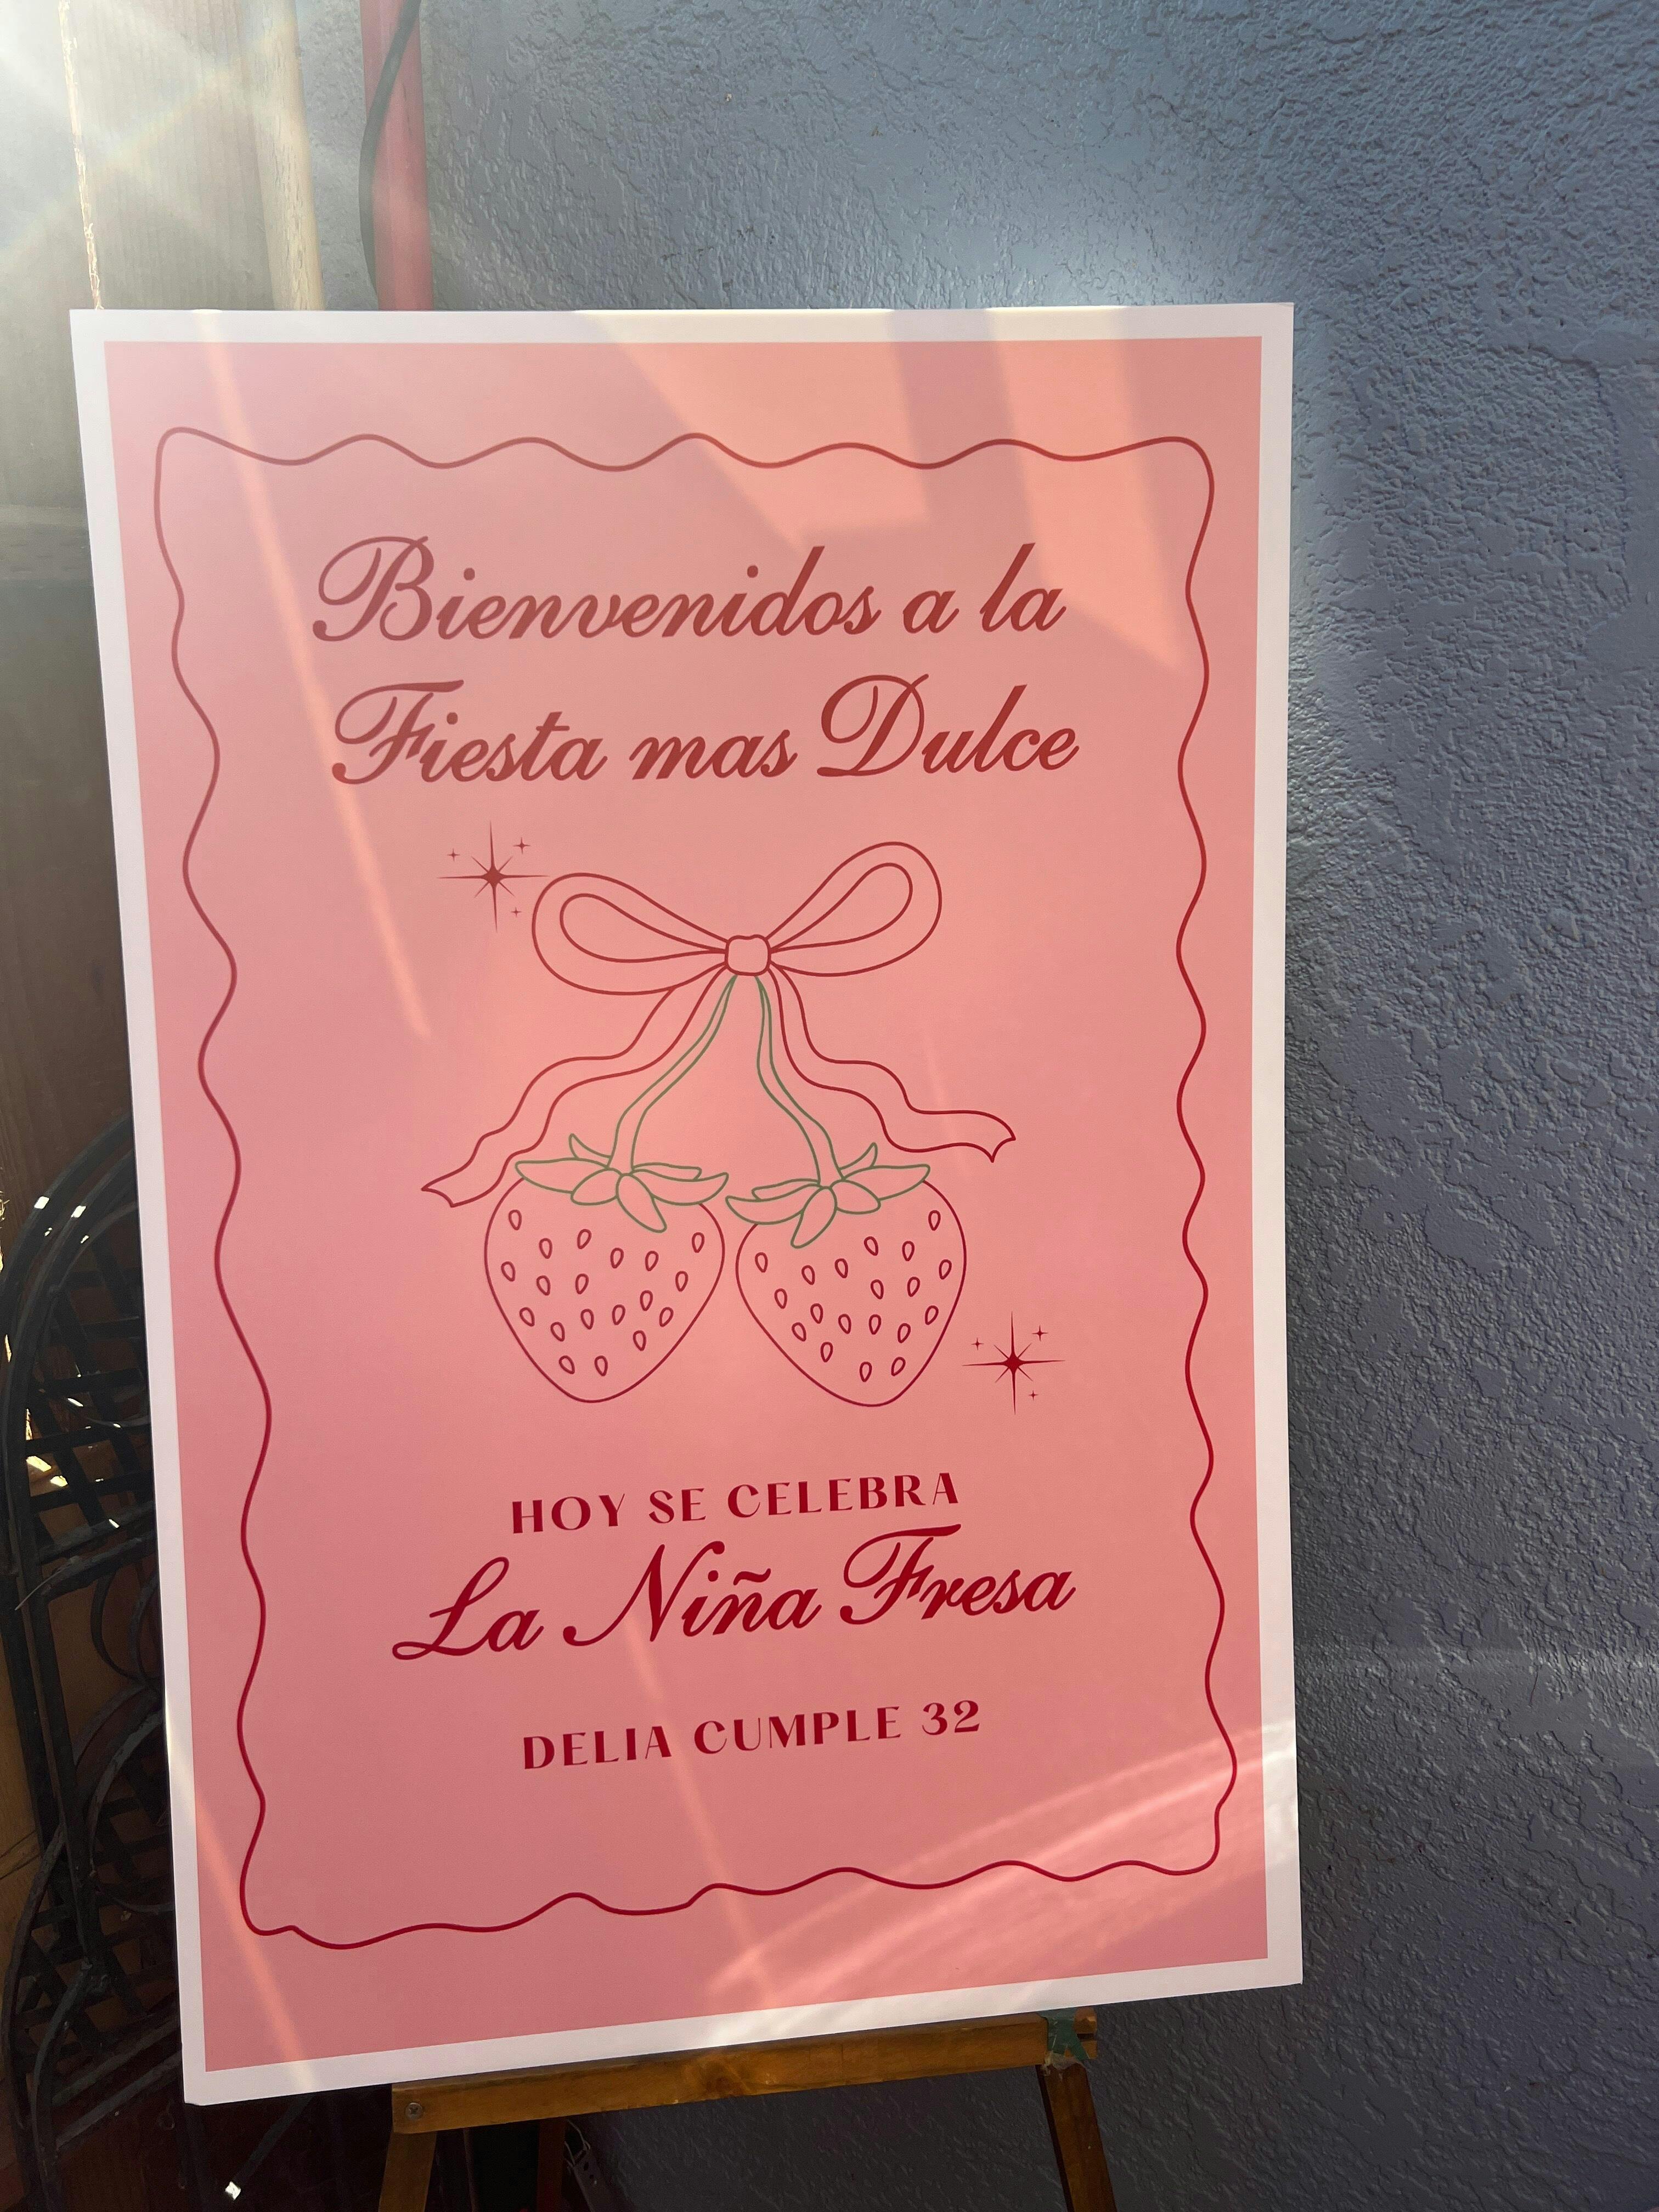 Bienvenidos a la
Fiesta mas Dulce
HOY SE CELEBRA
La Niña Fresa
DELIA CUMPLE 32